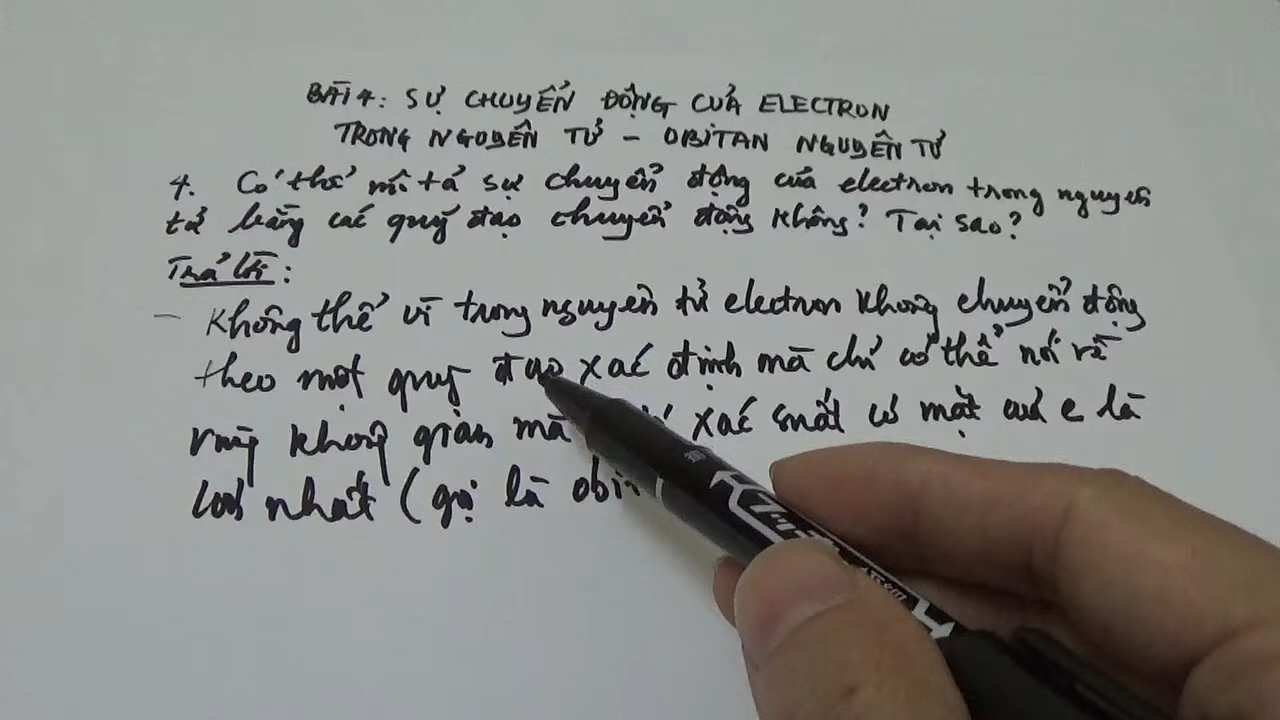 BÀI 4: SỰ CHUYỂN ĐỘNG CỦA ELECTRON
TRONG NGUYÊN TỬ - OBITAN NGUYÊN TỬ
4. Có thể mô tả sự chuyển động của electron trong nguyên
tử bằng các quỹ đạo chuyển động không? Tại sao?
Trả lời:
- Không thể vì trong nguyên tử electron không chuyển động
theo một quỹ đạo xác định mà chỉ có thể nói về
vùng không gian mà xác suất có mặt của e là
lớn nhất (gọi là